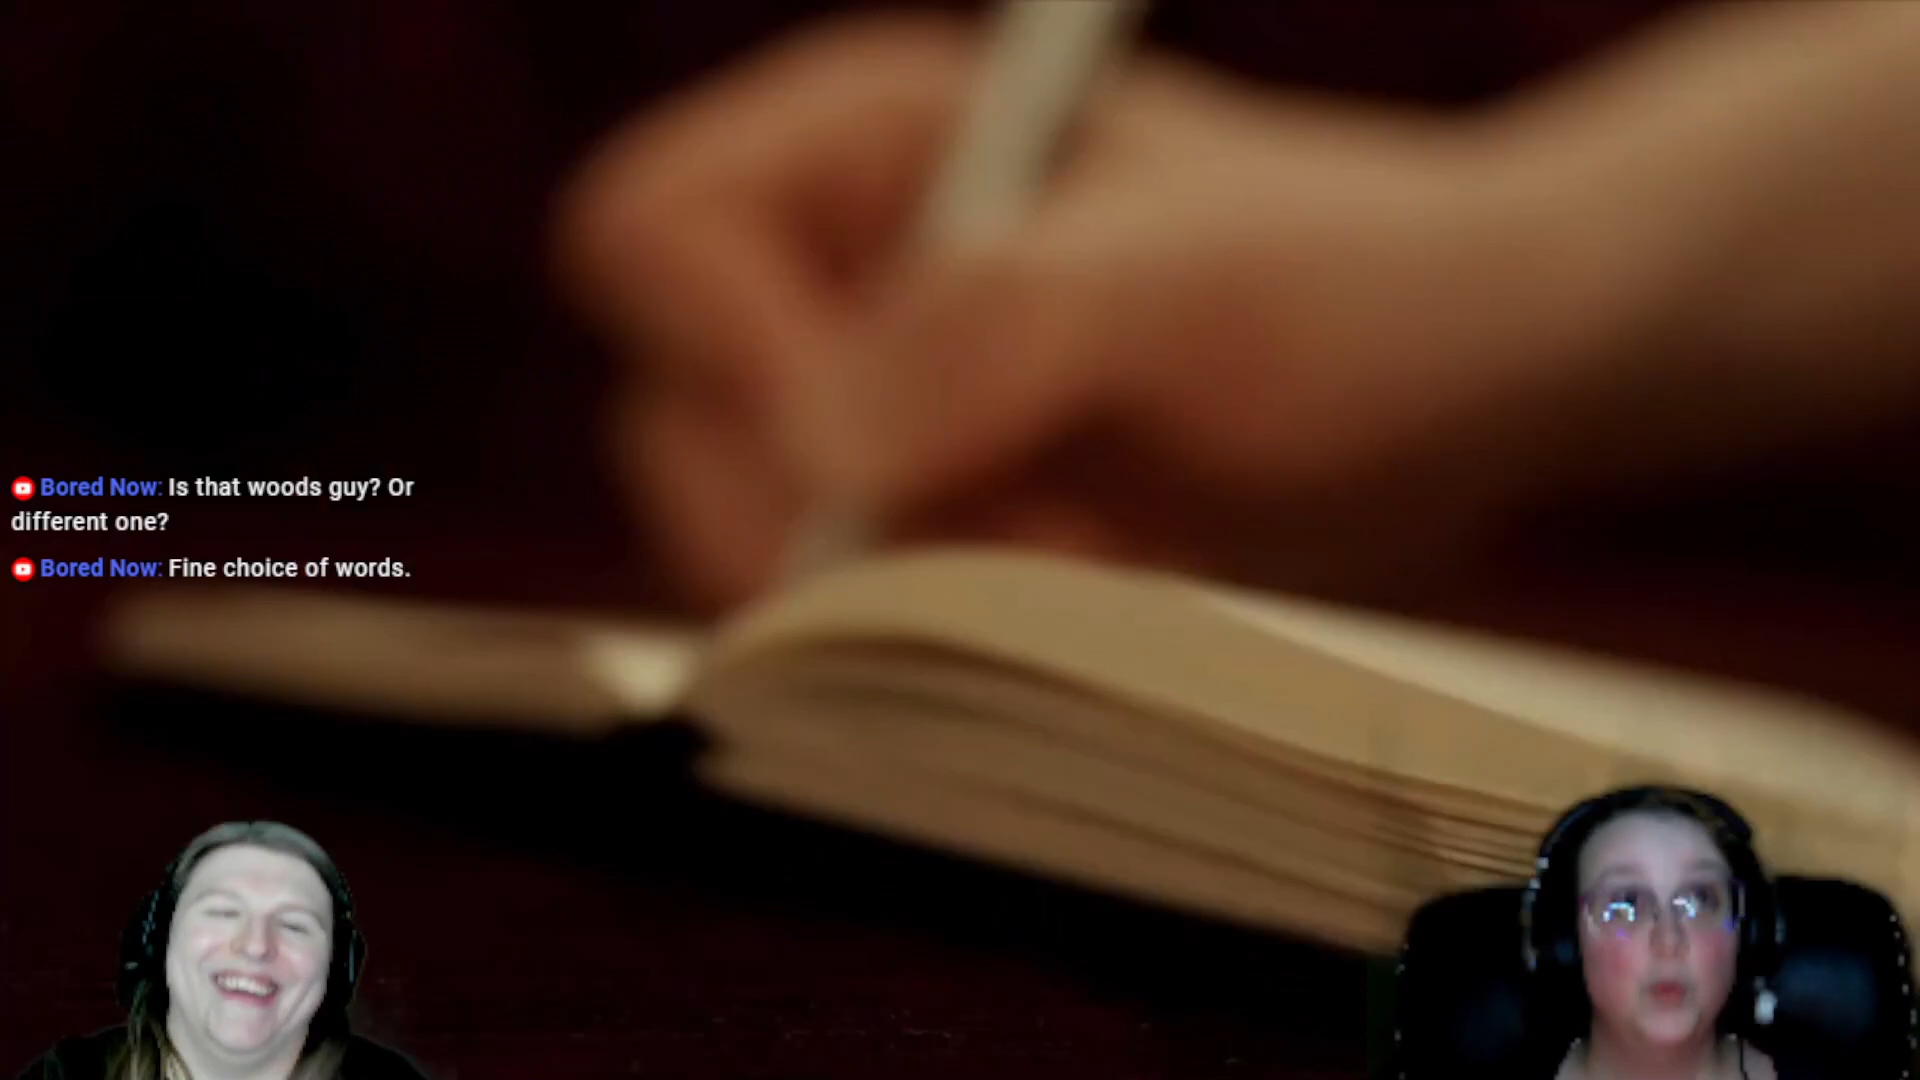 Bored Now: Is that woods guy? Or
different one?
Bored Now: Fine choice of words.